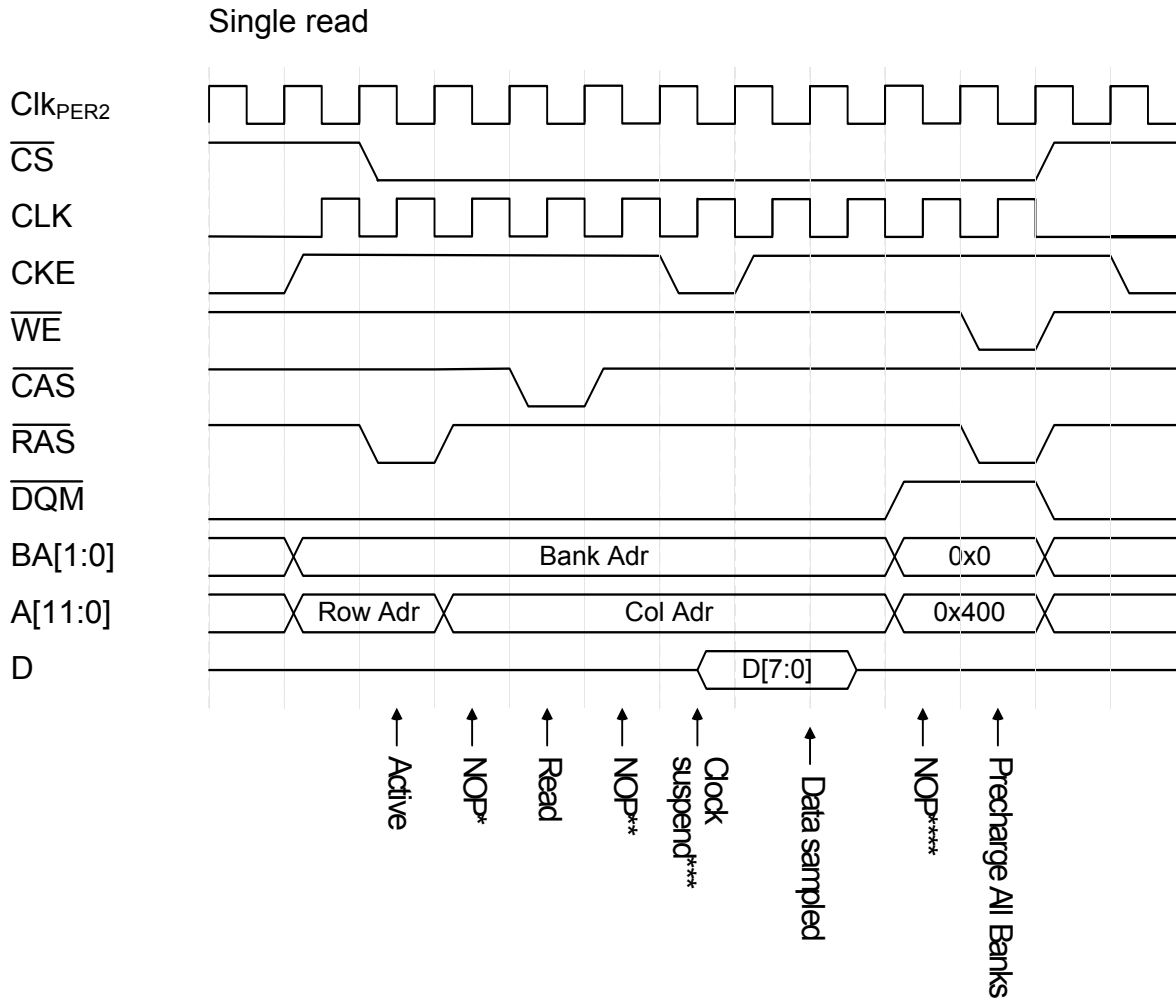 Single read
ClkPER2
CS
CLK
CKE
WE
CAS
RAS
DQM
BA[1:0] Bank Adr 0x0
A[11:0] Row Adr Col Adr 0x400
D D[7:0]
Active
NOP*
Read
NOP**
Clock
suspend***
Data sampled
NOP****
Precharge All Banks